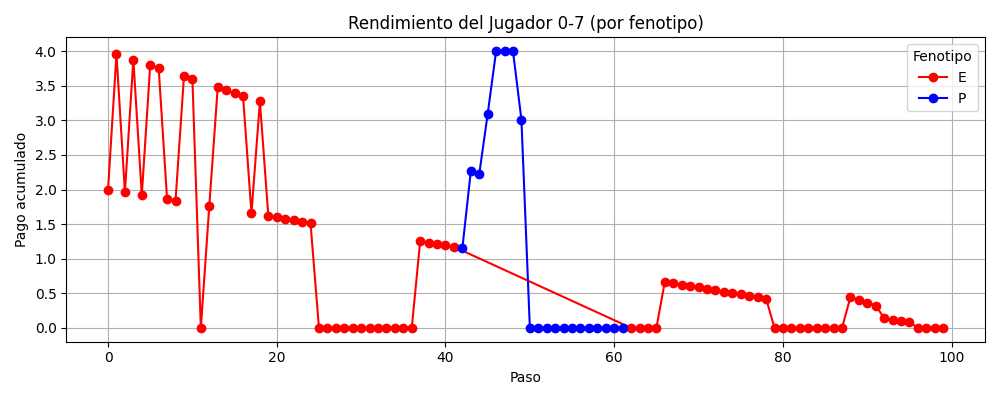 Rendimiento del Jugador 0-7 (por fenotipo)
Pago acumulado
4.0
3.5
3.0
2.5
2.0
1.5
1.0
0.5
0.0
Fenotipo
E
P
0 20 40 60 80 100
Paso